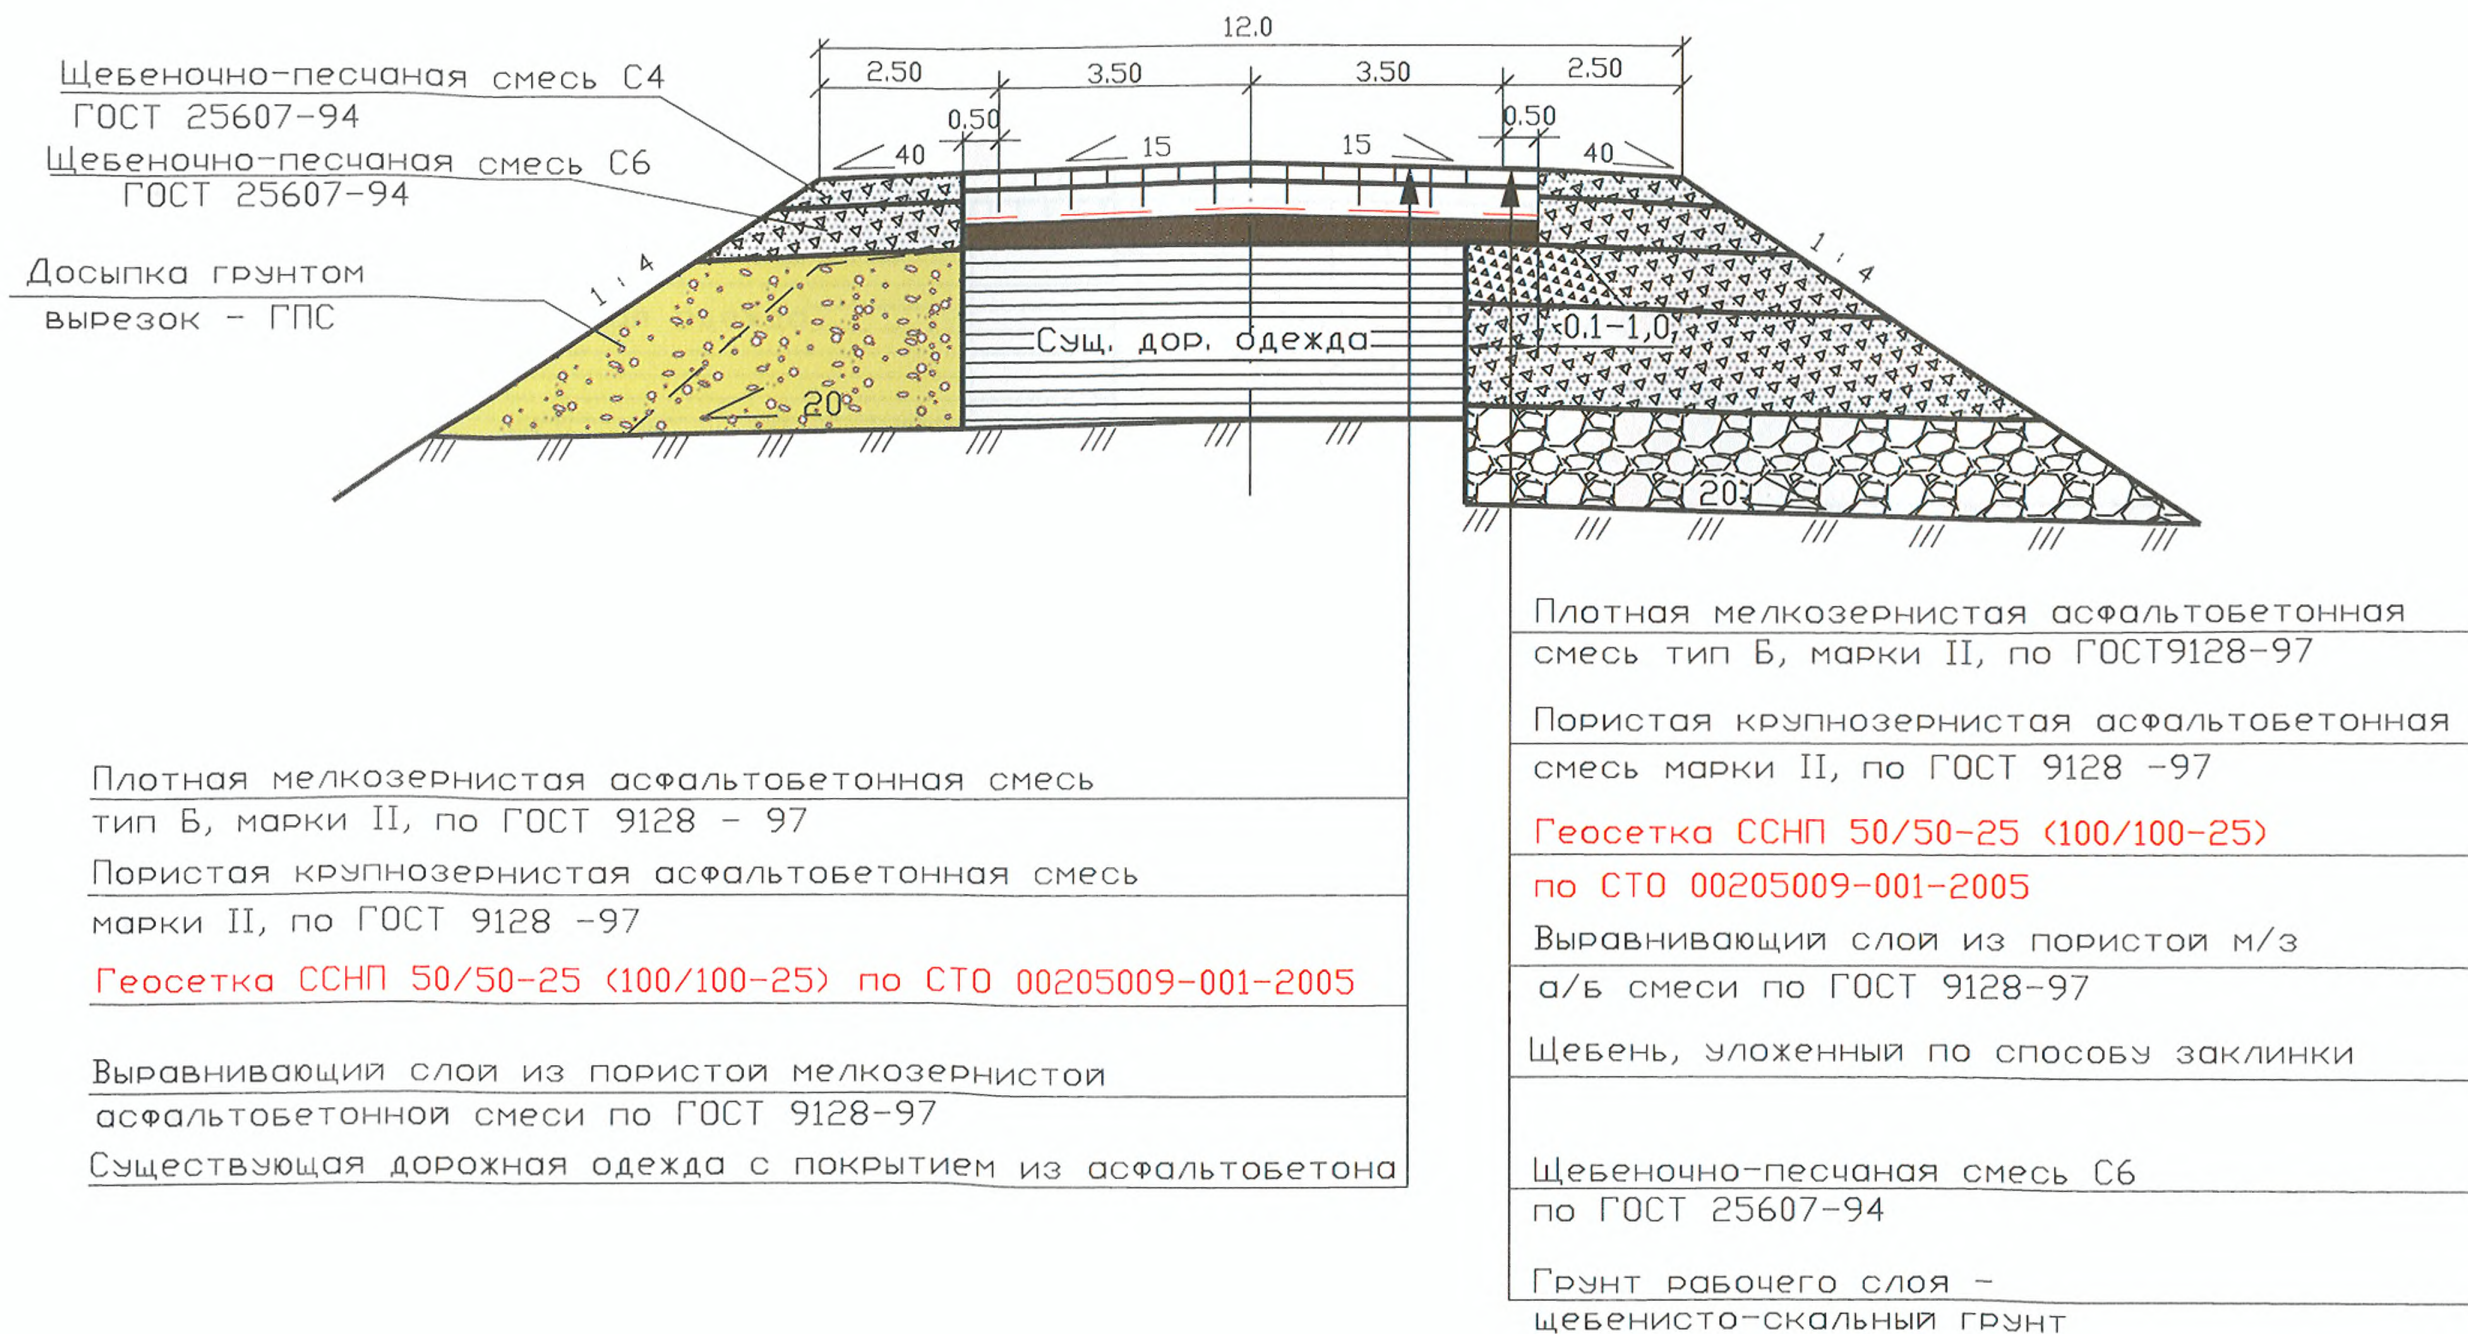 12.0
2.50 3.50 3.50 2.50
0.50 0.50
40 15 15 40
Щебеночно-песчаная смесь С4
ГОСТ 25607-94
Щебеночно-песчаная смесь С6
ГОСТ 25607-94
Досыпка грунтом
вырезок - ГПС
1 : 4
1 : 4
Сущ. дор. одежда
0.1-1,0
20
20
Плотная мелкозернистая асфальтобетонная смесь
тип Б, марки II, по ГОСТ 9128 - 97
Пористая крупнозернистая асфальтобетонная смесь
марки II, по ГОСТ 9128 -97
Геосетка ССНП 50/50-25 (100/100-25) по СТО 00205009-001-2005
Выравнивающий слой из пористой мелкозернистой
асфальтобетонной смеси по ГОСТ 9128-97
Существующая дорожная одежда с покрытием из асфальтобетона
Плотная мелкозернистая асфальтобетонная
смесь тип Б, марки II, по ГОСТ9128-97
Пористая крупнозернистая асфальтобетонная
смесь марки II, по ГОСТ 9128 -97
Геосетка ССНП 50/50-25 (100/100-25)
по СТО 00205009-001-2005
Выравнивающий слой из пористой м/з
а/б смеси по ГОСТ 9128-97
Щебень, уложенный по способу заклинки
Щебеночно-песчаная смесь С6
по ГОСТ 25607-94
Грунт рабочего слоя -
щебенисто-скальный грунт